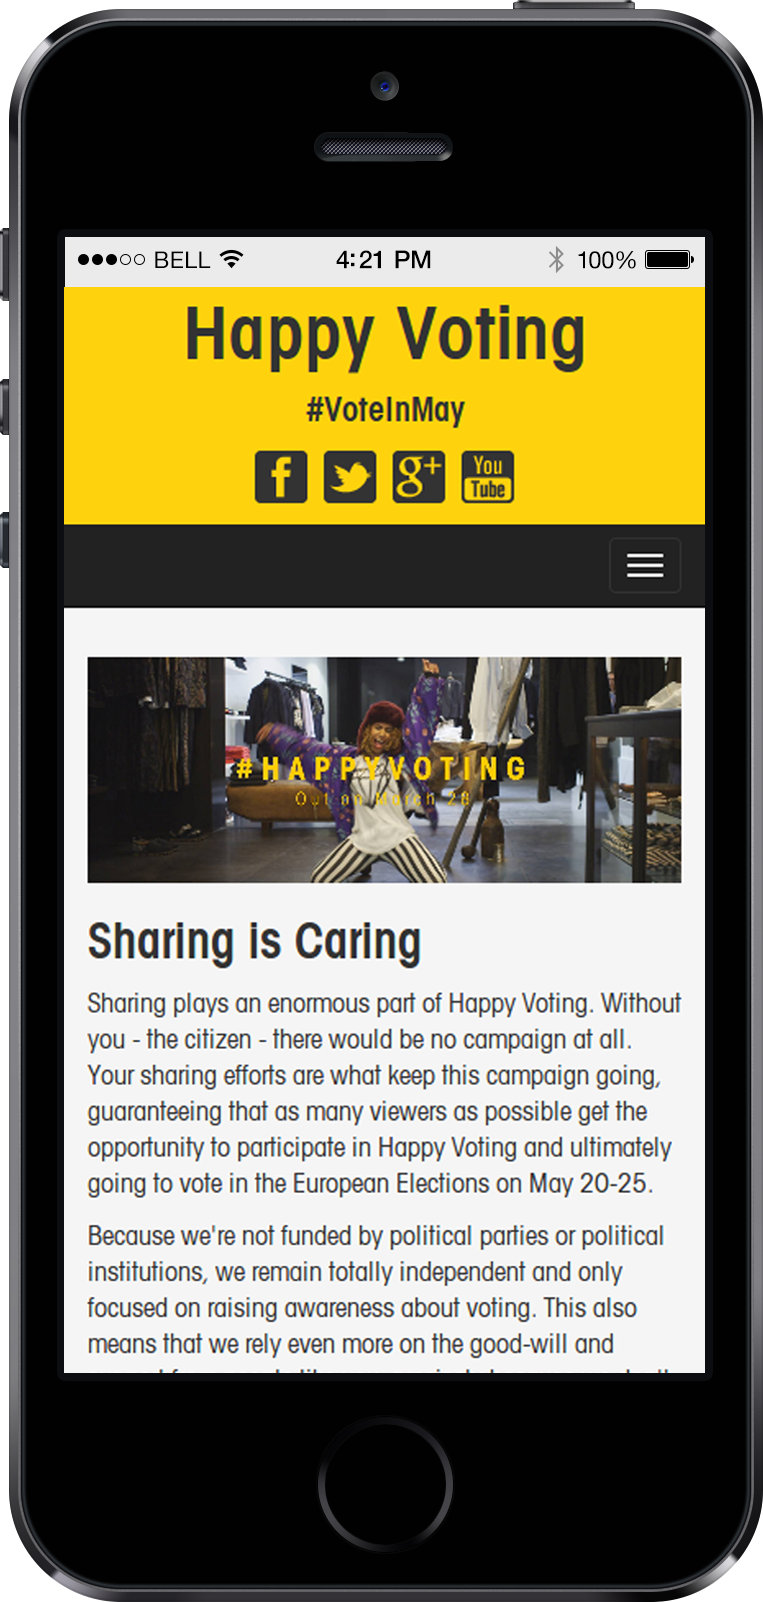 BELL 4:21 PM 100%
Happy Voting
#VoteInMay
f g+ You Tube
#HAPPYVOTING
Out on March 28
Sharing is Caring
Sharing plays an enormous part of Happy Voting. Without
you - the citizen - there would be no campaign at all.
Your sharing efforts are what keep this campaign going,
guaranteeing that as many viewers as possible get the
opportunity to participate in Happy Voting and ultimately
going to vote in the European Elections on May 20-25.
Because we're not funded by political parties or political
institutions, we remain totally independent and only
focused on raising awareness about voting. This also
means that we rely even more on the good-will and